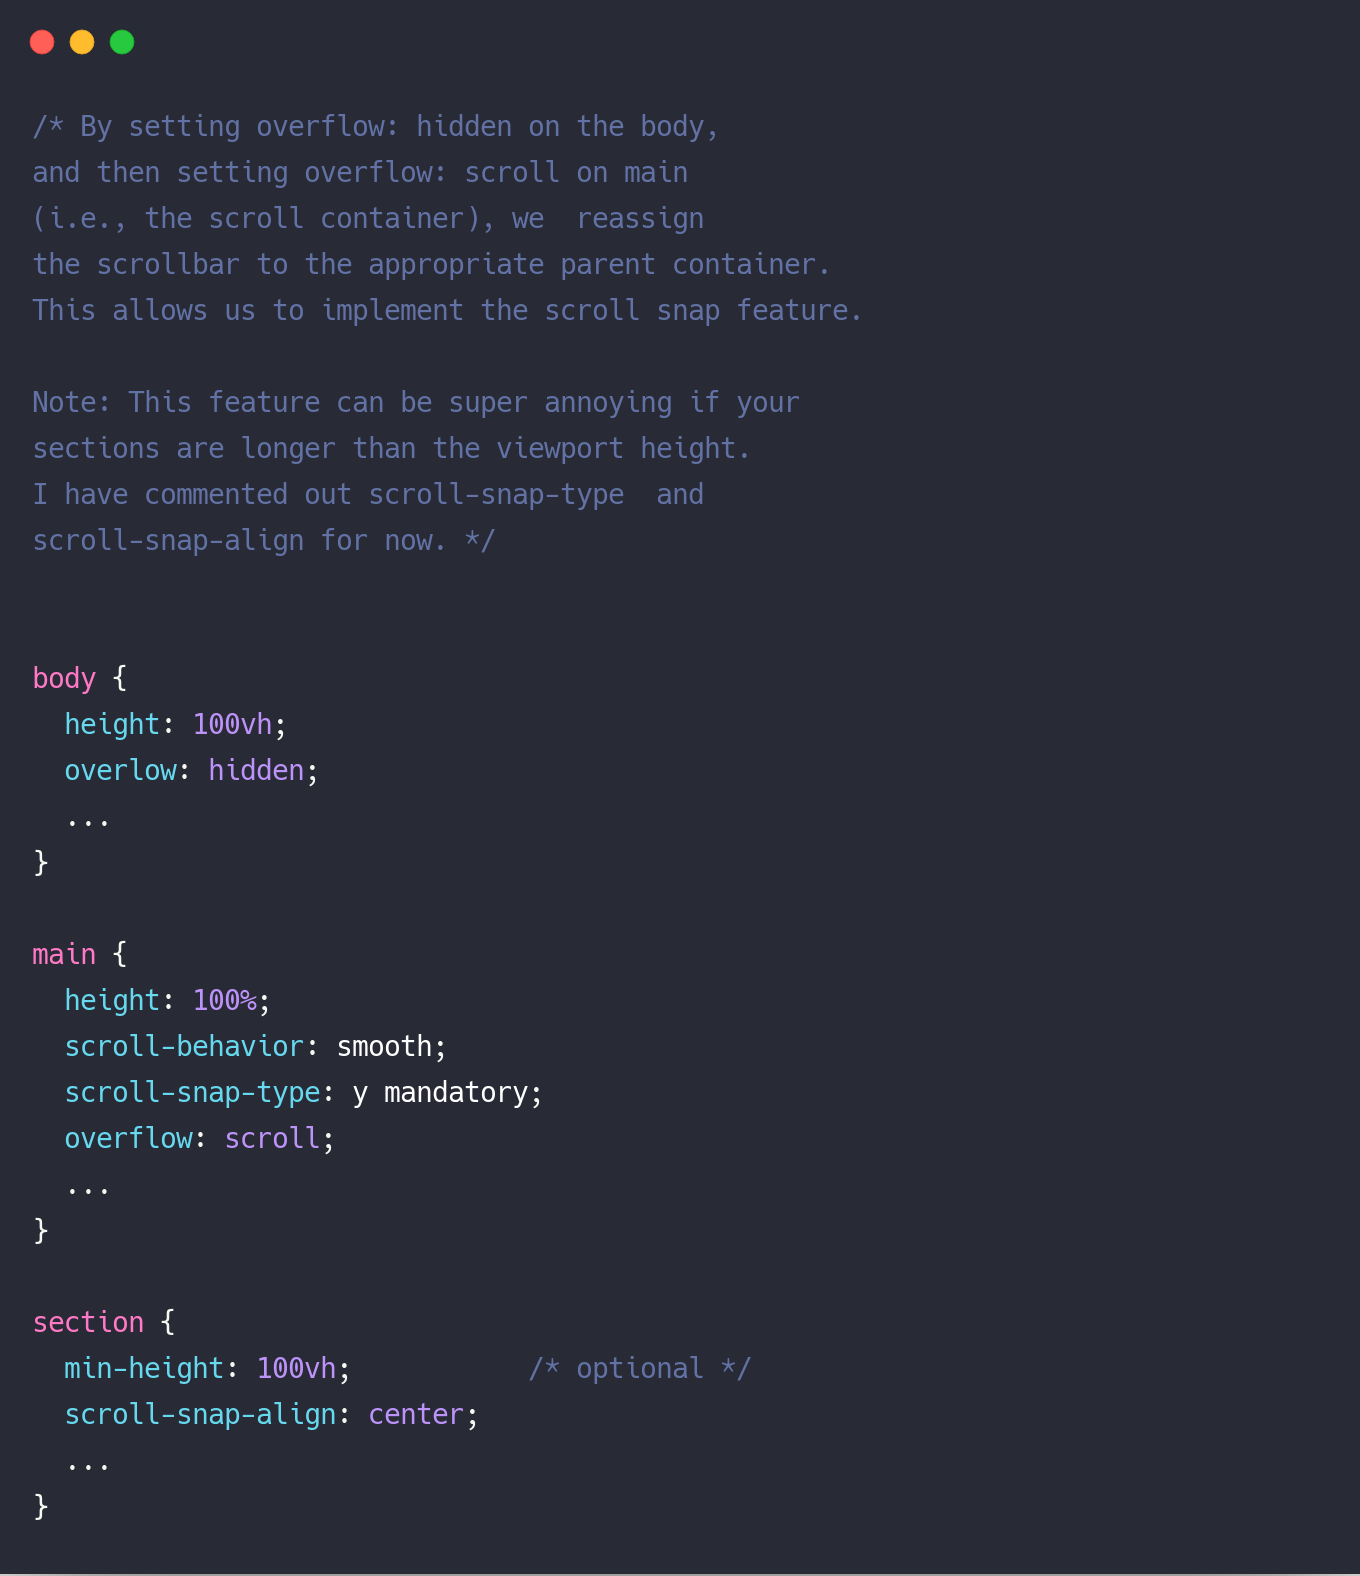 /* By setting overflow: hidden on the body,
and then setting overflow: scroll on main
(i.e., the scroll container), we  reassign
the scrollbar to the appropriate parent container.
This allows us to implement the scroll snap feature.

Note: This feature can be super annoying if your
sections are longer than the viewport height.
I have commented out scroll-snap-type  and
scroll-snap-align for now. */


body {
  height: 100vh;
  overlow: hidden;
  ...
}

main {
  height: 100%;
  scroll-behavior: smooth;
  scroll-snap-type: y mandatory;
  overflow: scroll;
  ...
}

section {
  min-height: 100vh;           /* optional */
  scroll-snap-align: center;
  ...
}